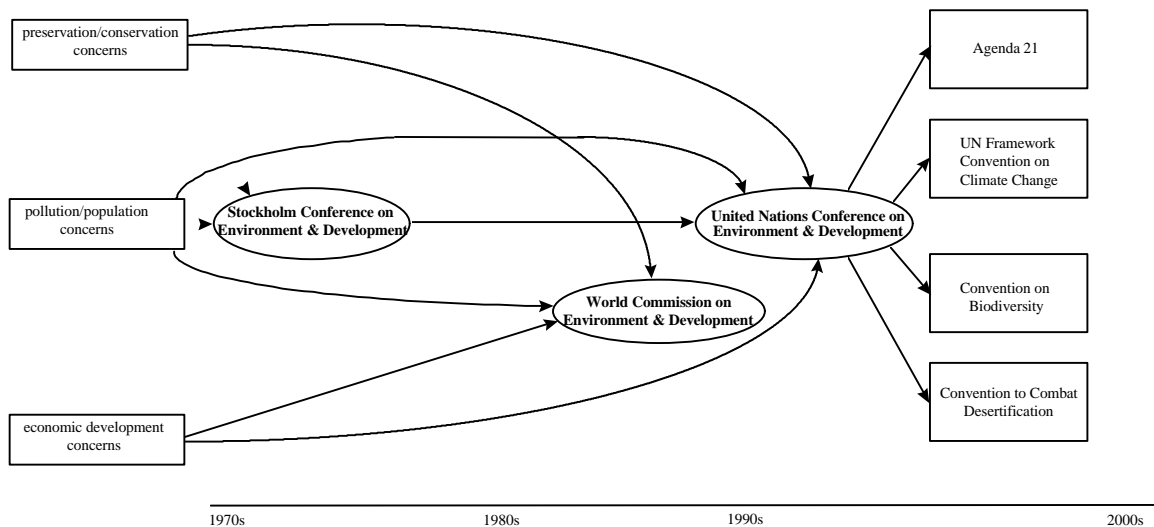 preservation/conservation
concerns
Agenda 21
UN Framework
Convention on
Climate Change
pollution/population
concerns
Stockholm Conference on
Environment & Development
United Nations Conference on
Environment & Development
World Commission on
Environment & Development
Convention on
Biodiversity
Convention to Combat
Desertification
economic development
concerns
1970s
1980s
1990s
2000s